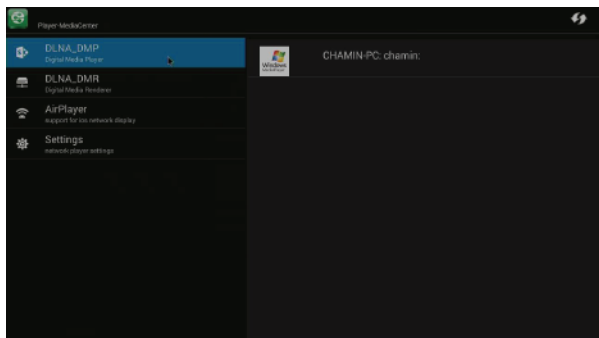 Player-MediaCenter
DLNA_DMP
Digital Media Player
DLNA_DMR
Digital Media Renderer
AirPlayer
support for ios network display
Settings
network player settings
Windows
CHAMIN-PC: chamin: